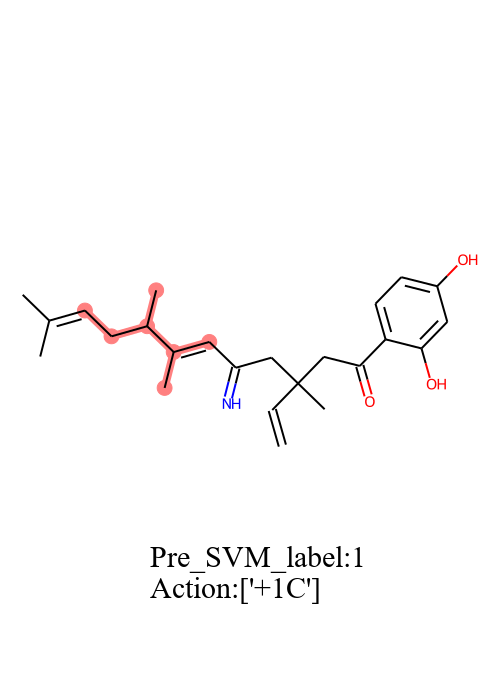 OH
OH
NH
O
Pre_SVM_label:1
Action:['+1C']